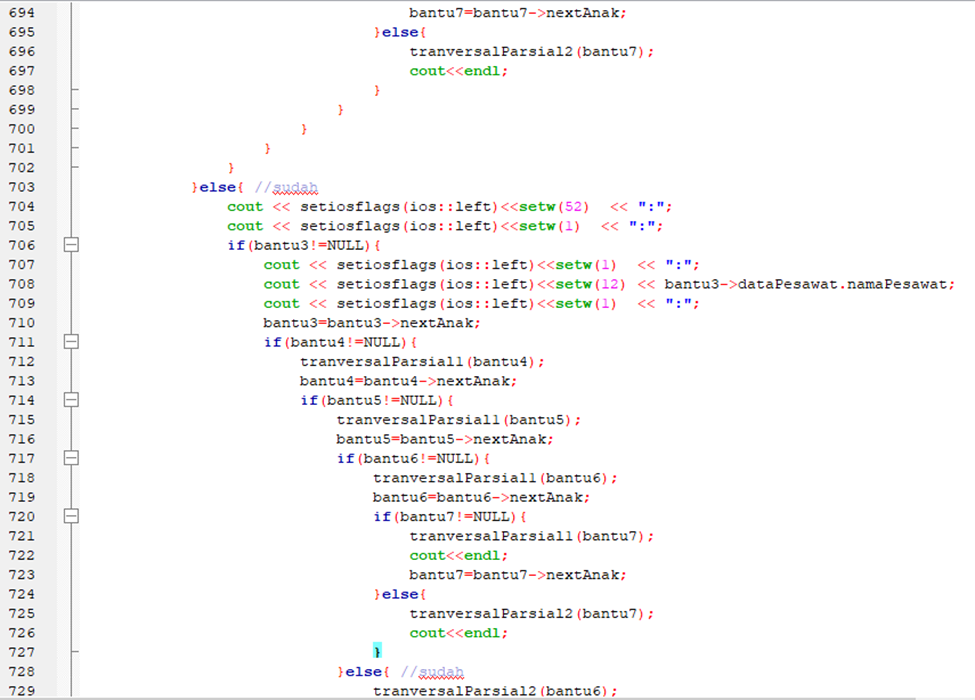 694 bantu7=bantu7->nextAnak;
695 }else{
696 tranversalParsial2(bantu7);
697 cout<<endl;
698 }
699 }
700 }
701 }
702 }
703 }else{ //sudah
704 cout << setiosflags(ios::left)<<setw(52)  << ":";
705 cout << setiosflags(ios::left)<<setw(1)  << ":";
706 if(bantu3!=NULL){
707 cout << setiosflags(ios::left)<<setw(1)  << ":";
708 cout << setiosflags(ios::left)<<setw(12) << bantu3->dataPesawat.namaPesawat;
709 cout << setiosflags(ios::left)<<setw(1)  << ":";
710 bantu3=bantu3->nextAnak;
711 if(bantu4!=NULL){
712 tranversalParsial1(bantu4);
713 bantu4=bantu4->nextAnak;
714 if(bantu5!=NULL){
715 tranversalParsial1(bantu5);
716 bantu5=bantu5->nextAnak;
717 if(bantu6!=NULL){
718 tranversalParsial1(bantu6);
719 bantu6=bantu6->nextAnak;
720 if(bantu7!=NULL){
721 tranversalParsial1(bantu7);
722 cout<<endl;
723 bantu7=bantu7->nextAnak;
724 }else{
725 tranversalParsial2(bantu7);
726 cout<<endl;
727 }
728 }else{ //sudah
729 tranversalParsial2(bantu6);